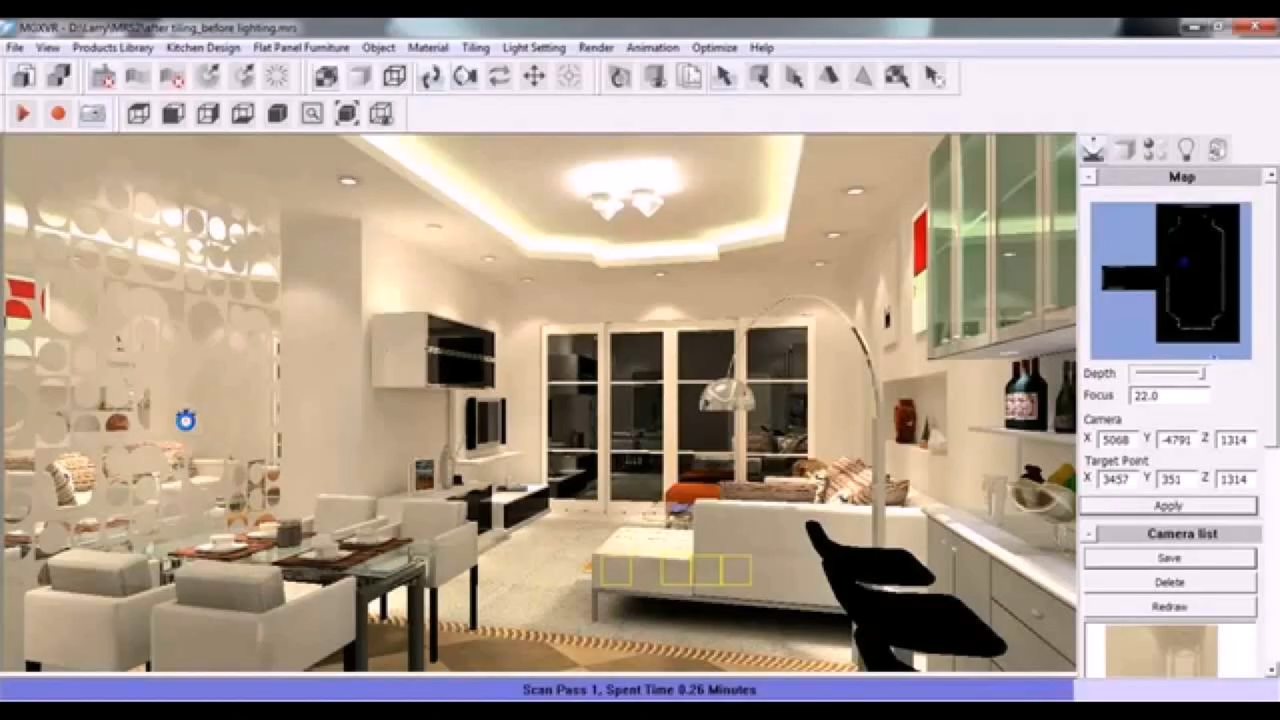 MGXVR - D:\Larry\MRS2\after tiling_before lighting.mrs
File View Products Library Kitchen Design Flat Panel Furniture Object Material Tiling Light Setting Render Animation Optimize Help
Map
Depth
Focus 22.0
Camera
X 5068 Y -4791 Z 1314
Target Point
X 3457 Y 351 Z 1314
Apply
Camera list
Save
Delete
Redraw
Scan Pass 1, Spent Time 0.26 Minutes